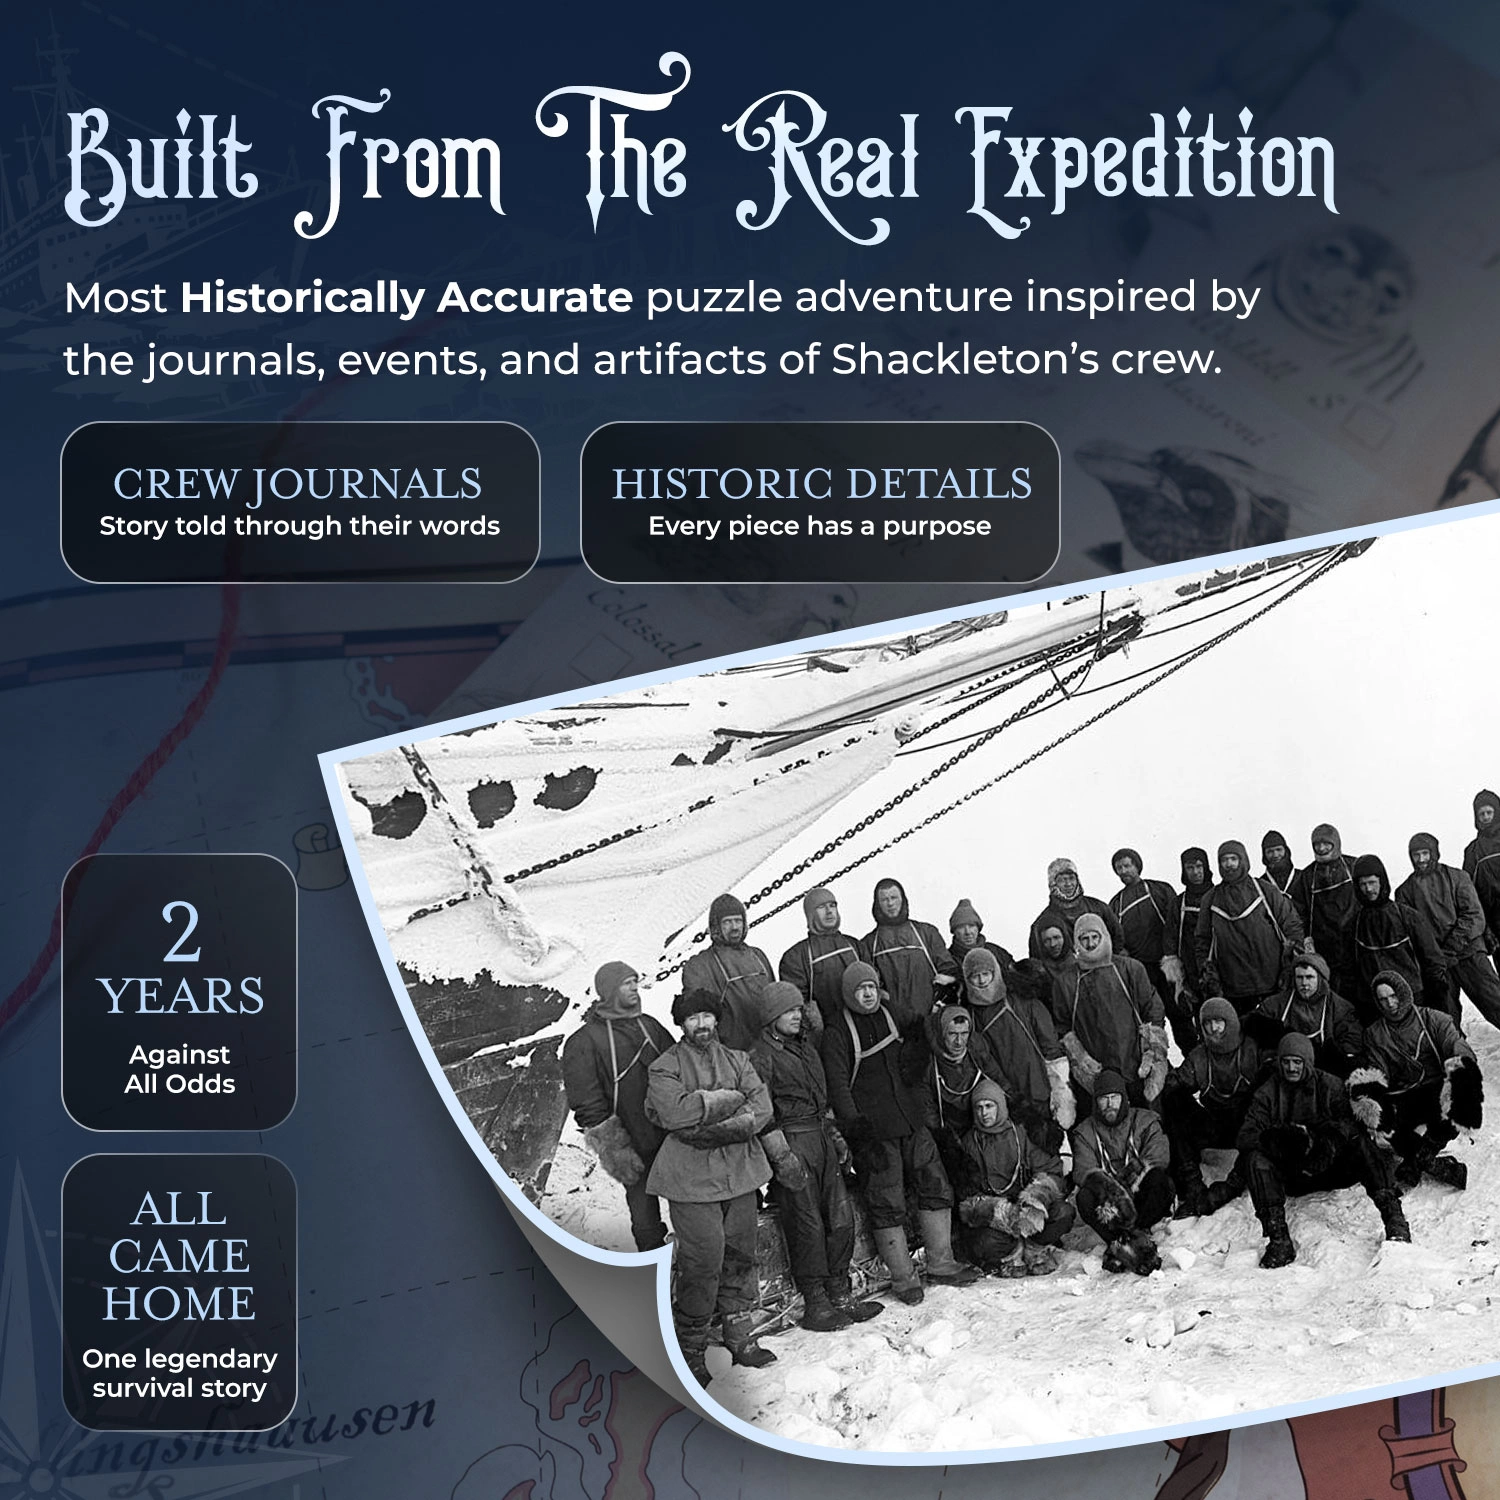 Built From The Real Expedition
Most Historically Accurate puzzle adventure inspired by
the journals, events, and artifacts of Shackleton's crew.
CREW JOURNALS
Story told through their words
HISTORIC DETAILS
Every piece has a purpose
Colossal
2
YEARS
Against
All Odds
ALL
CAME
HOME
One legendary
survival story